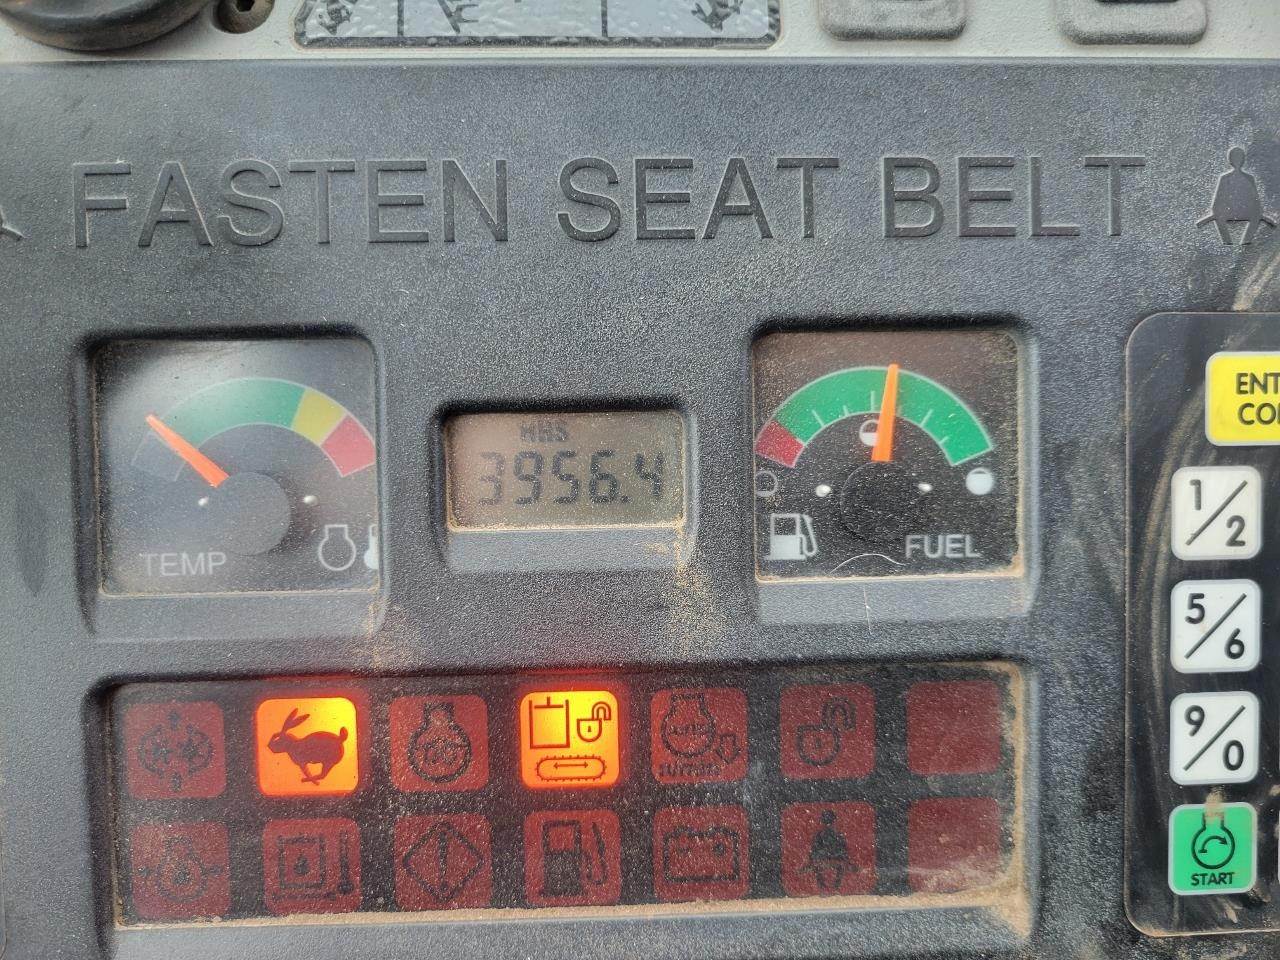 FASTEN SEAT BELT
HRS
3956.4
TEMP
FUEL
1/2
5/6
9/0
START